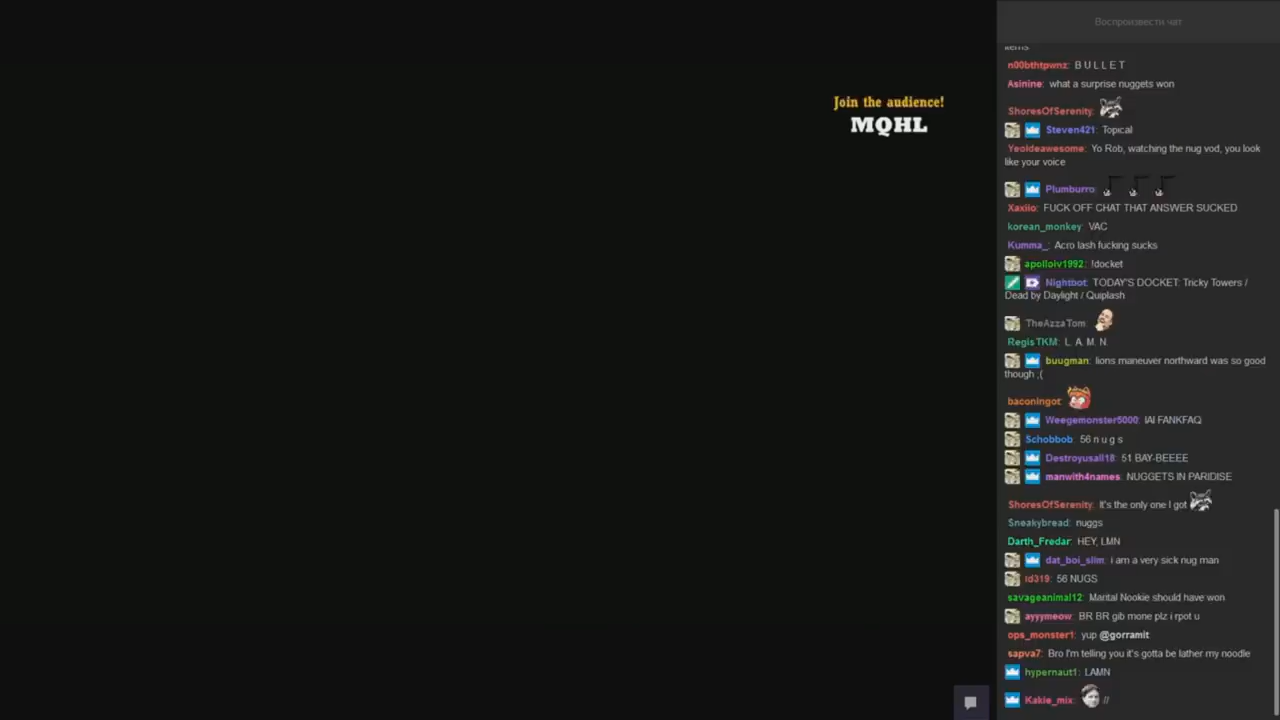 Воспроизвести чат
Join the audience!
MQHL
n00bthtpwnz: B U L L E T
Asinine: what a surprise nuggets won
ShoresOfSerenity:
Steven421: Topical
Yeoldeawesome: Yo Rob, watching the nug vod, you look
like your voice
Plumburro:
Xaxiio: FUCK OFF CHAT THAT ANSWER SUCKED
korean_monkey: VAC
Kumma_: Acro lash fucking sucks
apolloiv1992: !docket
Nightbot: TODAY'S DOCKET: Tricky Towers /
Dead by Daylight / Quiplash
TheAzzaTom:
RegisTKM: L. A. M. N.
buugman: lions maneuver northward was so good
though ;(
baconingot:
Weegemonster5000: IAI FANKFAQ
Schobbob: 56 n u g s
Destroyusall18: 51 BAY-BEEEE
manwith4names: NUGGETS IN PARIDISE
ShoresOfSerenity: It's the only one I got
Sneakybread: nuggs
Darth_Fredar: HEY, LMN
dat_boi_slim: i am a very sick nug man
ld319: 56 NUGS
savageanimal12: Marital Nookie should have won
ayyymeow: BR BR gib mone plz i rpot u
ops_monster1: yup @gorramit
sapva7: Bro I'm telling you it's gotta be lather my noodle
hypernaut1: LAMN
Kakie_mix: //